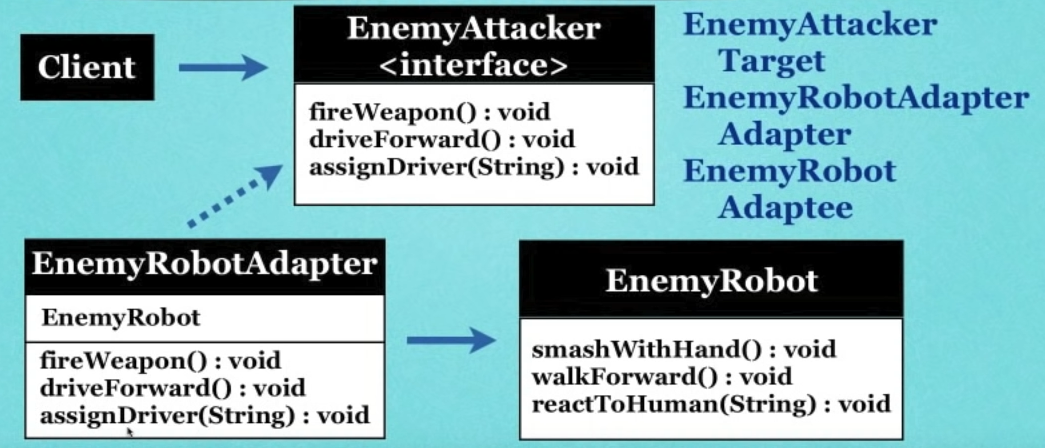 Client
EnemyAttacker
<interface>
fireWeapon() : void
driveForward() : void
assignDriver(String) : void
EnemyAttacker
Target
EnemyRobotAdapter
Adapter
EnemyRobot
Adaptee
EnemyRobotAdapter
EnemyRobot
fireWeapon() : void
driveForward() : void
assignDriver(String) : void
EnemyRobot
smashWithHand() : void
walkForward() : void
reactToHuman(String) : void